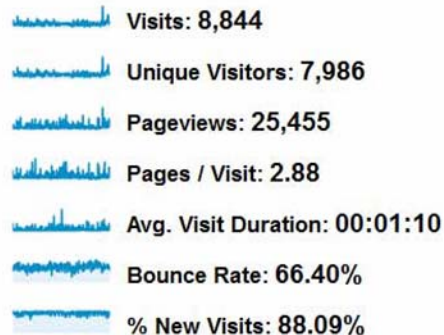 Visits: 8,844
Unique Visitors: 7,986
Pageviews: 25,455
Pages / Visit: 2.88
Avg. Visit Duration: 00:01:10
Bounce Rate: 66.40%
% New Visits: 88.09%